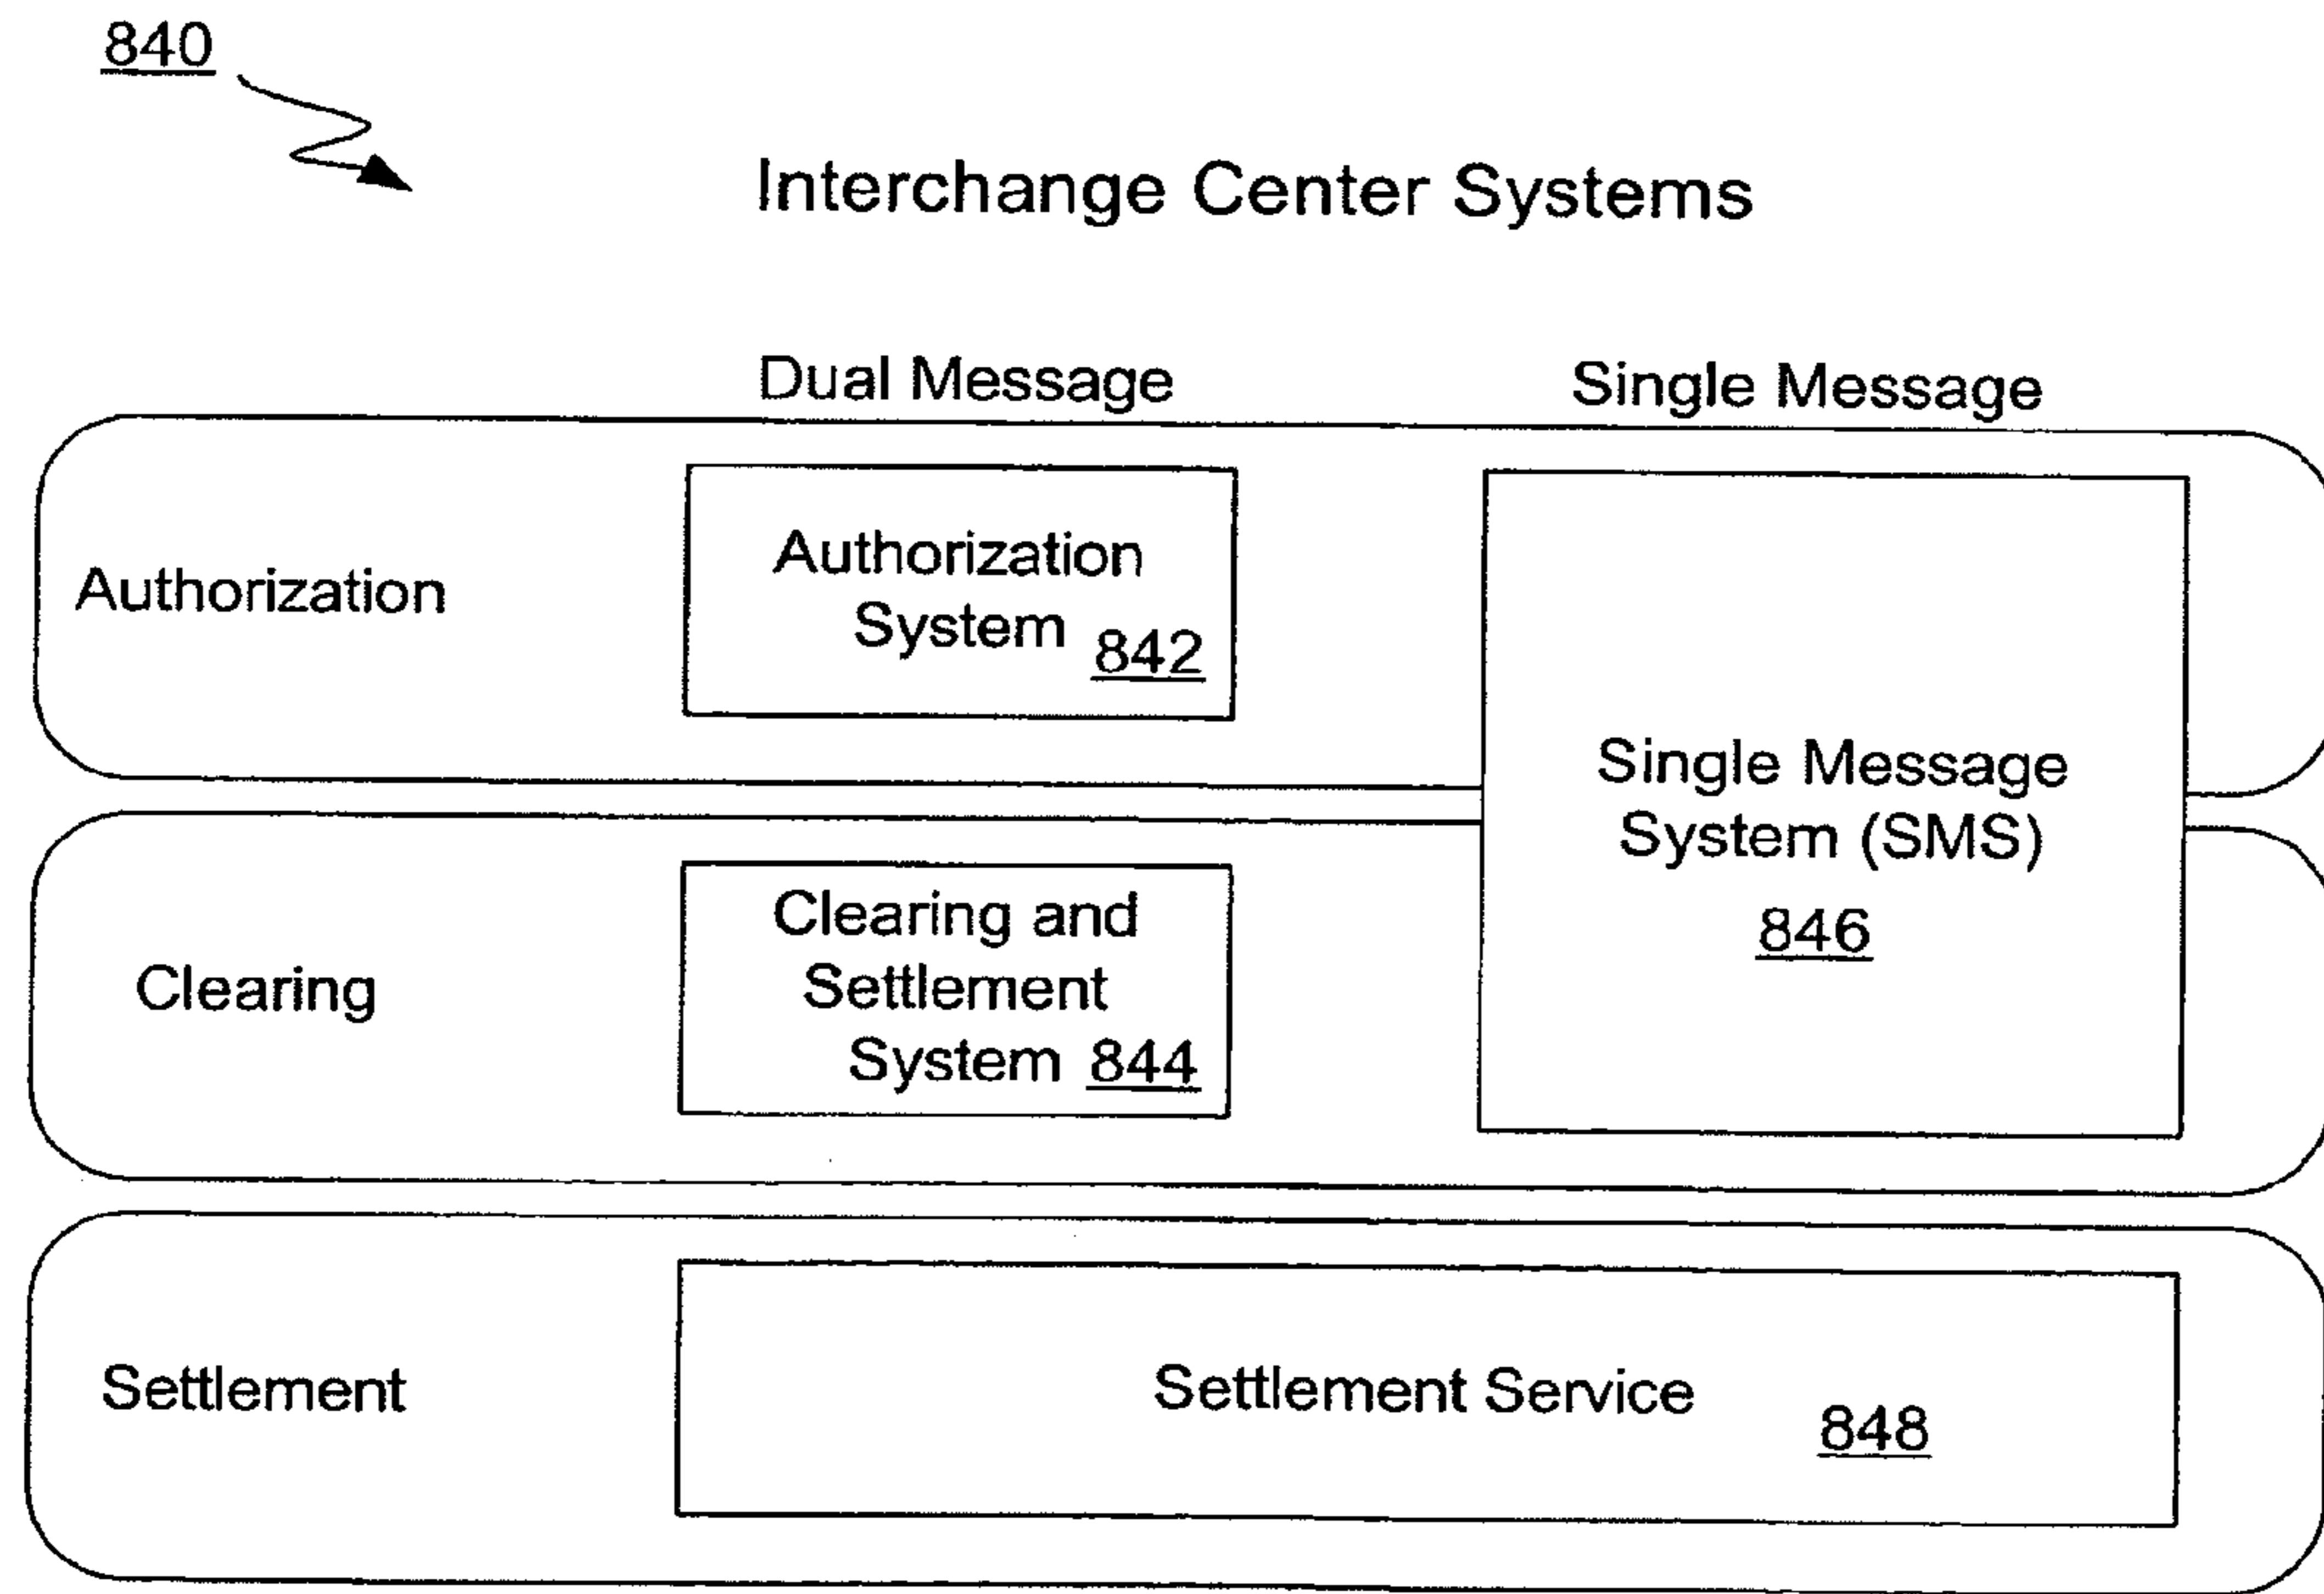 840
Interchange Center Systems
Dual Message
Single Message
Authorization
Authorization
System 842
Single Message
System (SMS)
846
Clearing
Clearing and
Settlement
System 844
Settlement
Settlement Service
848